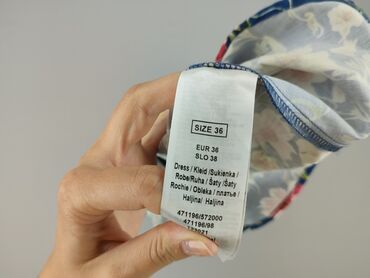 SIZE 36
EUR 36
SLO 38
Dress / Kleid /Sukienka /
Robe/Ruha / Šaty /Šaty
Rochie / Obleka / платье /
Haljina/ Haljina
471196/572000
471196/98